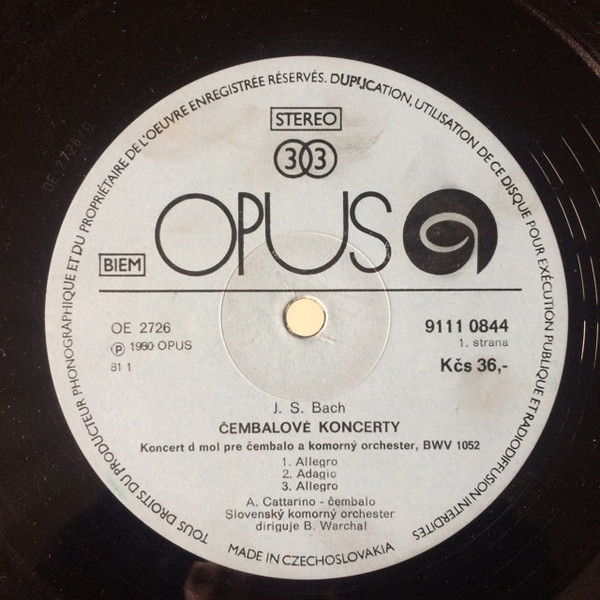 TOUS DROITS DU PRODUCTEUR PHONOGRAPHIQUE ET DU PROPRIÉTAIRE DE L'OEUVRE ENREGISTRÉE RÉSERVÉS. DUPLICATION, UTILISATION DE CE DISQUE POUR EXÉCUTION PUBLIQUE ET RADIODIFFUSION INTERDITES
STEREO
33
OPUS
BIEM
OE 2726
9111 0844
Ⓟ 1980 OPUS
1. strana
81 1
Kčs 36,-
J. S. Bach
ČEMBALOVÉ KONCERTY
Koncert d mol pre čembalo a komorný orchester, BWV 1052
1. Allegro
2. Adagio
3. Allegro
A. Cattarino - čembalo
Slovenský komorný orchester
diriguje B. Warchal
MADE IN CZECHOSLOVAKIA